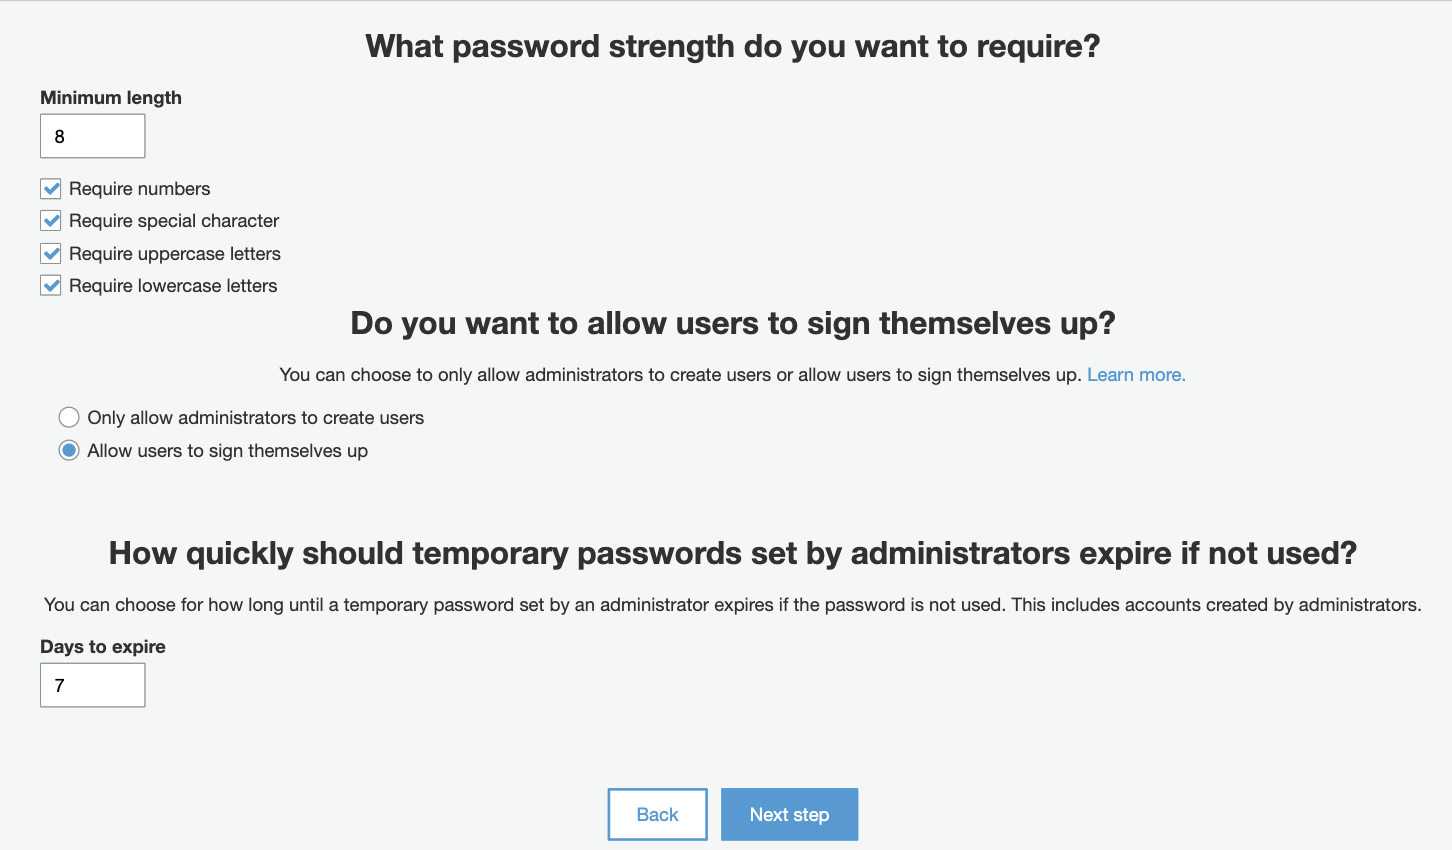 What password strength do you want to require?
Minimum length
8
Require numbers
Require special character
Require uppercase letters
Require lowercase letters
Do you want to allow users to sign themselves up?
You can choose to only allow administrators to create users or allow users to sign themselves up. Learn more.
Only allow administrators to create users
Allow users to sign themselves up
How quickly should temporary passwords set by administrators expire if not used?
You can choose for how long until a temporary password set by an administrator expires if the password is not used. This includes accounts created by administrators.
Days to expire
7
Back Next step